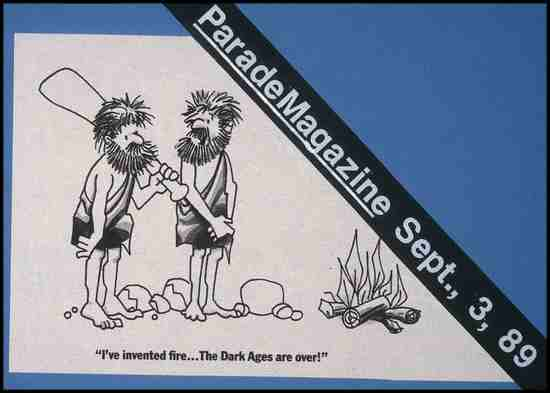 ParadeMagazine Sept., 3, 89
"I've invented fire...The Dark Ages are over!"